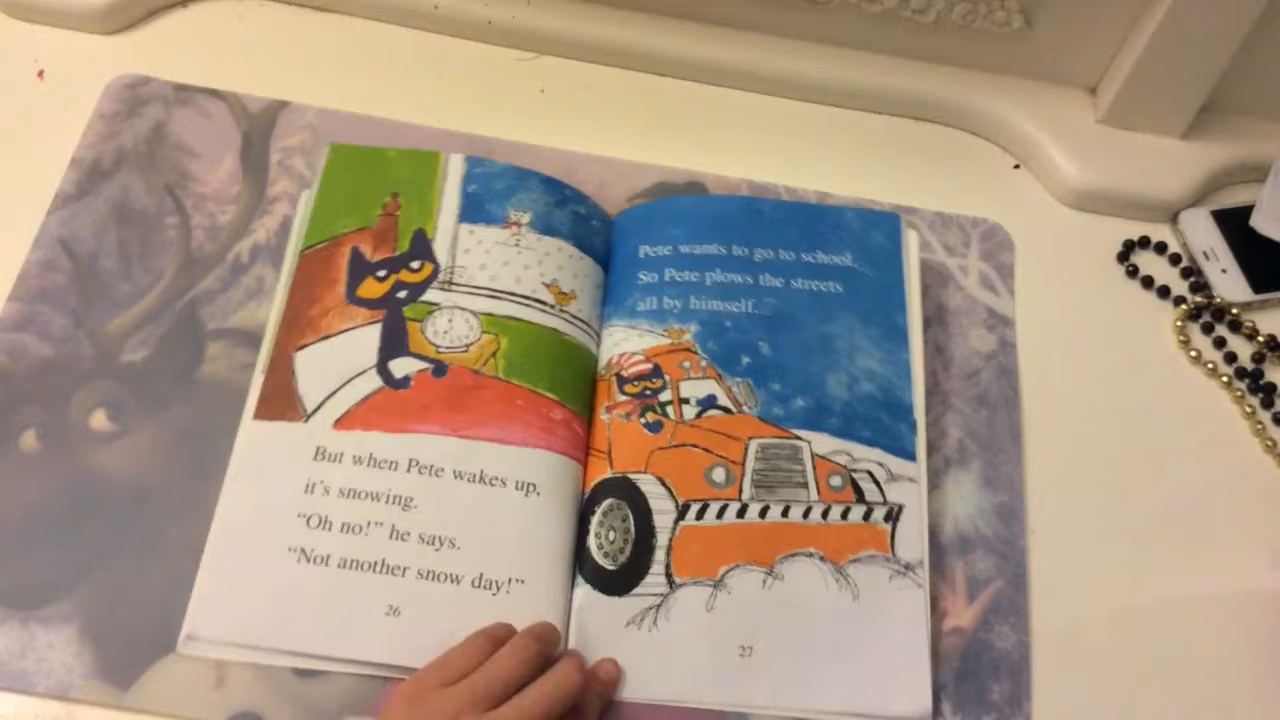 But when Pete wakes up,
it's snowing.
“Oh no!” he says.
“Not another snow day!”
26
Pete wants to go to school.
So Pete plows the streets
all by himself.
27